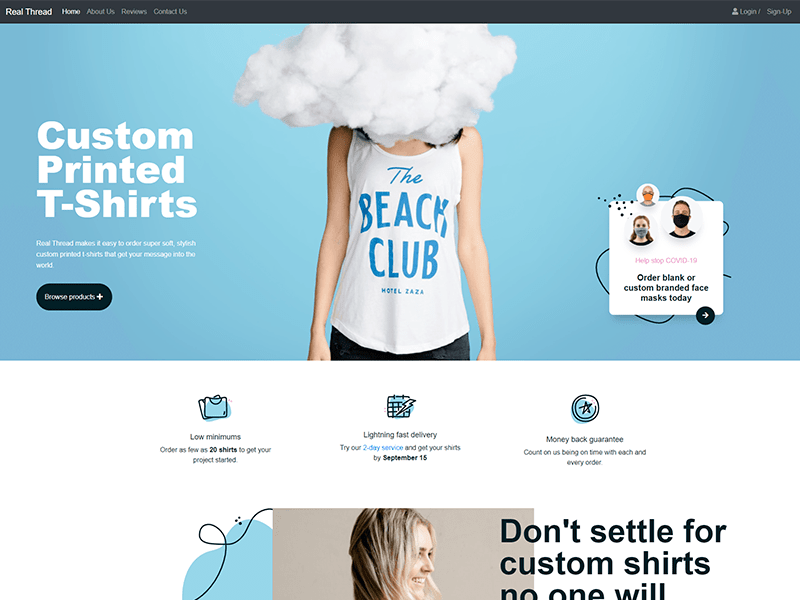 Real Thread Home About Us Reviews Contact Us Login / Sign-Up
Custom
Printed
T-Shirts
Real Thread makes it easy to order super soft, stylish
custom printed t-shirts that get your message into the
world.
Browse products
The
BEACH
CLUB
HOTEL ZAZA
Help stop COVID-19
Order blank or
custom branded face
masks today
Low minimums
Order as few as 20 shirts to get your
project started.
Lightning fast delivery
Try our 2-day service and get your shirts
by September 15
Money back guarantee
Count on us being on time with each and
every order.
Don't settle for
custom shirts
no one will